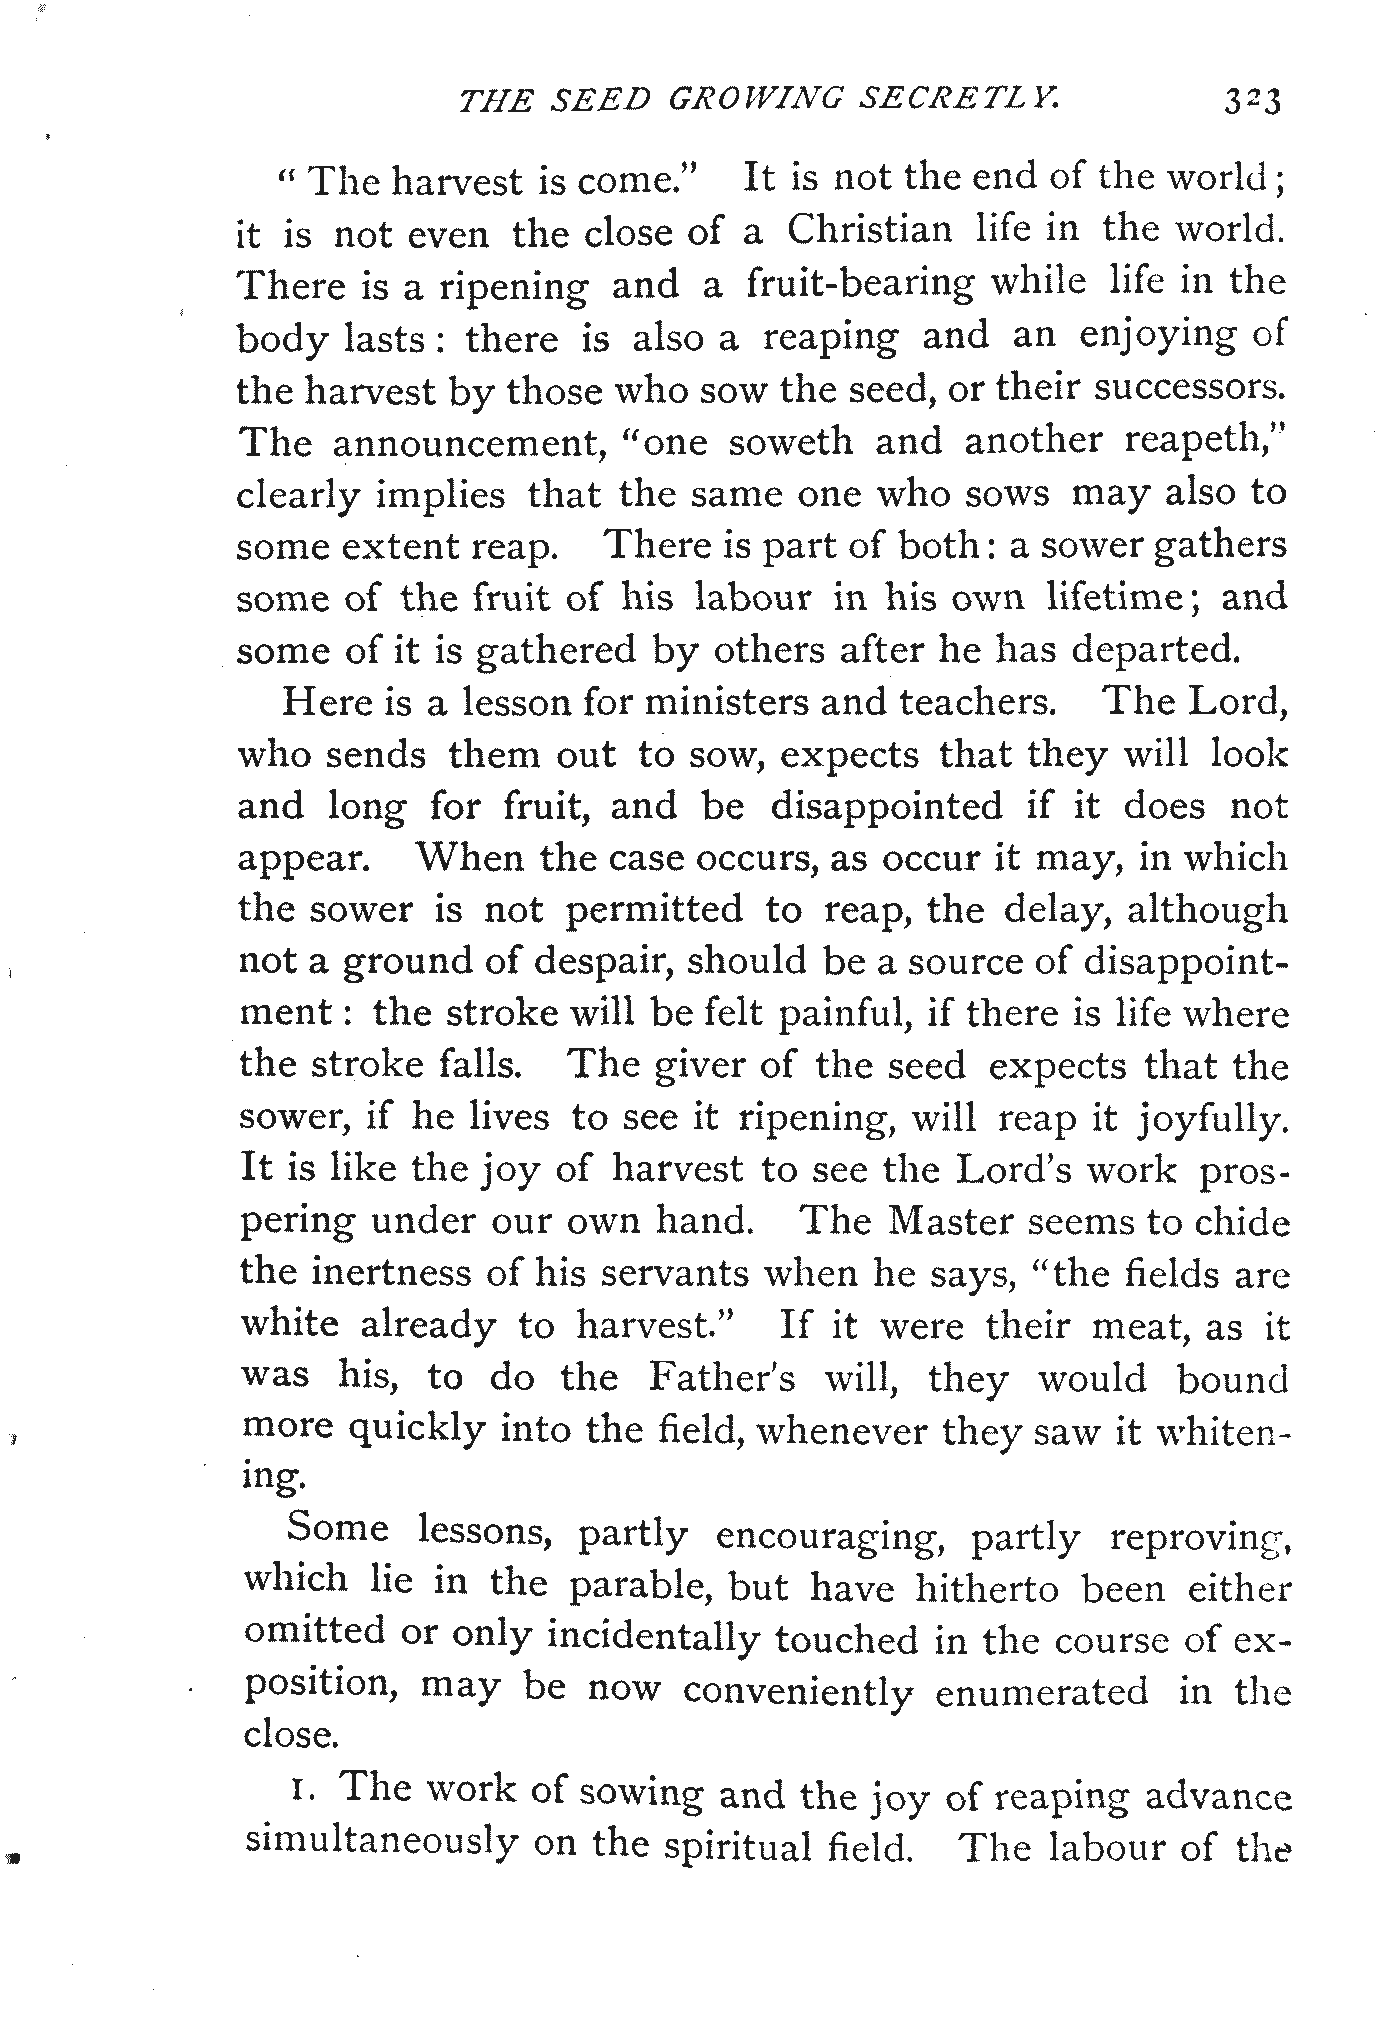 THE SEED GROWING SECRETLY. 323
“ The harvest is come.” It is not the end of the world ;
it is not even the close of a Christian life in the world.
There is a ripening and a fruit-bearing while life in the
body lasts : there is also a reaping and an enjoying of
the harvest by those who sow the seed, or their successors.
The announcement, “one soweth and another reapeth,”
clearly implies that the same one who sows may also to
some extent reap. There is part of both : a sower gathers
some of the fruit of his labour in his own lifetime ; and
some of it is gathered by others after he has departed.
Here is a lesson for ministers and teachers. The Lord,
who sends them out to sow, expects that they will look
and long for fruit, and be disappointed if it does not
appear. When the case occurs, as occur it may, in which
the sower is not permitted to reap, the delay, although
not a ground of despair, should be a source of disappoint-
ment : the stroke will be felt painful, if there is life where
the stroke falls. The giver of the seed expects that the
sower, if he lives to see it ripening, will reap it joyfully.
It is like the joy of harvest to see the Lord's work pros-
pering under our own hand. The Master seems to chide
the inertness of his servants when he says, “the fields are
white already to harvest.” If it were their meat, as it
was his, to do the Father's will, they would bound
more quickly into the field, whenever they saw it whiten-
ing.
Some lessons, partly encouraging, partly reproving,
which lie in the parable, but have hitherto been either
omitted or only incidentally touched in the course of ex-
position, may be now conveniently enumerated in the
close.
1. The work of sowing and the joy of reaping advance
simultaneously on the spiritual field. The labour of the